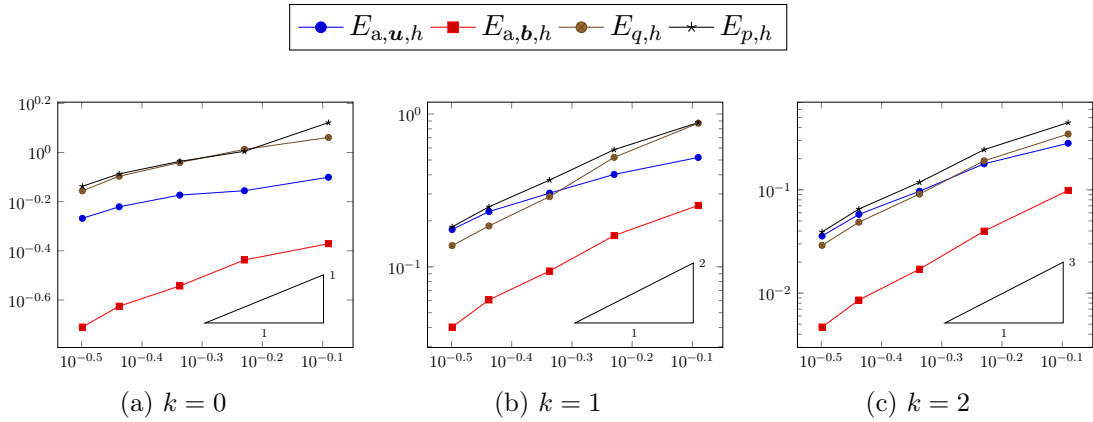 E_{a,u,h} E_{a,b,h} E_{q,h} E_{p,h}
10^{0.2}
10^{0}
10^{-0.2}
10^{-0.4}
10^{-0.6}
1
1
10^{-0.5} 10^{-0.4} 10^{-0.3} 10^{-0.2} 10^{-0.1}
(a) k = 0
10^{0}
10^{-1}
2
1
10^{-0.5} 10^{-0.4} 10^{-0.3} 10^{-0.2} 10^{-0.1}
(b) k = 1
10^{-1}
10^{-2}
3
1
10^{-0.5} 10^{-0.4} 10^{-0.3} 10^{-0.2} 10^{-0.1}
(c) k = 2